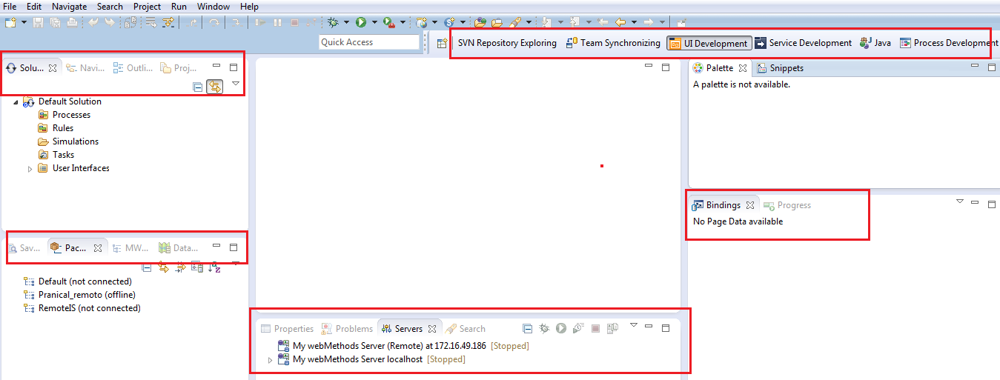 File Edit Navigate Search Project Run Window Help
Quick Access
SVN Repository Exploring Team Synchronizing UI Development Service Development Java Process Development
Solu... Navi... Outli... Proj...
Default Solution
Processes
Rules
Simulations
Tasks
User Interfaces
Sav... Pac... MW... Data...
Default (not connected)
Pranical_remoto (offline)
RemoteIS (not connected)
Properties Problems Servers Search
My webMethods Server (Remote) at 172.16.49.186 [Stopped]
My webMethods Server localhost [Stopped]
Palette Snippets
A palette is not available.
Bindings Progress
No Page Data available